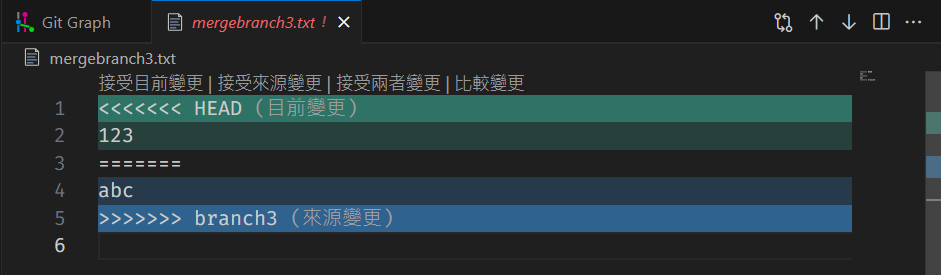 Git Graph
mergebranch3.txt !
mergebranch3.txt
接受目前變更 | 接受來源變更 | 接受兩者變更 | 比較變更
1 <<<<<<< HEAD (目前變更)
2 123
3 =======
4 abc
5 >>>>>>> branch3 (來源變更)
6